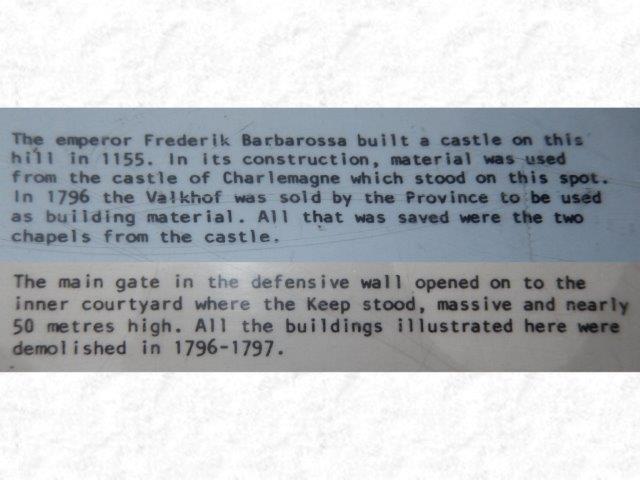 The emperor Frederik Barbarossa built a castle on this
hill in 1155. In its construction, material was used
from the castle of Charlemagne which stood on this spot.
In 1796 the Valkhof was sold by the Province to be used
as building material. All that was saved were the two
chapels from the castle.
The main gate in the defensive wall opened on to the
inner courtyard where the Keep stood, massive and nearly
50 metres high. All the buildings illustrated here were
demolished in 1796-1797.